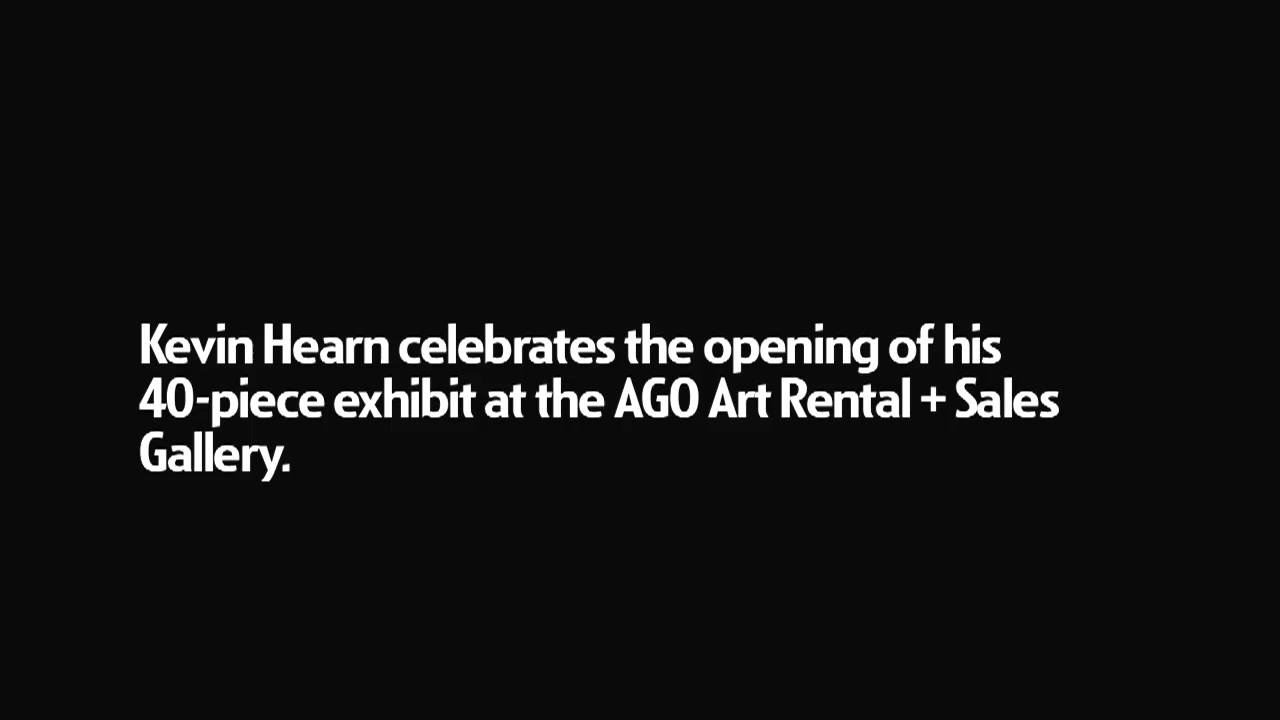 Kevin Hearn celebrates the opening of his
40-piece exhibit at the AGO Art Rental + Sales
Gallery.